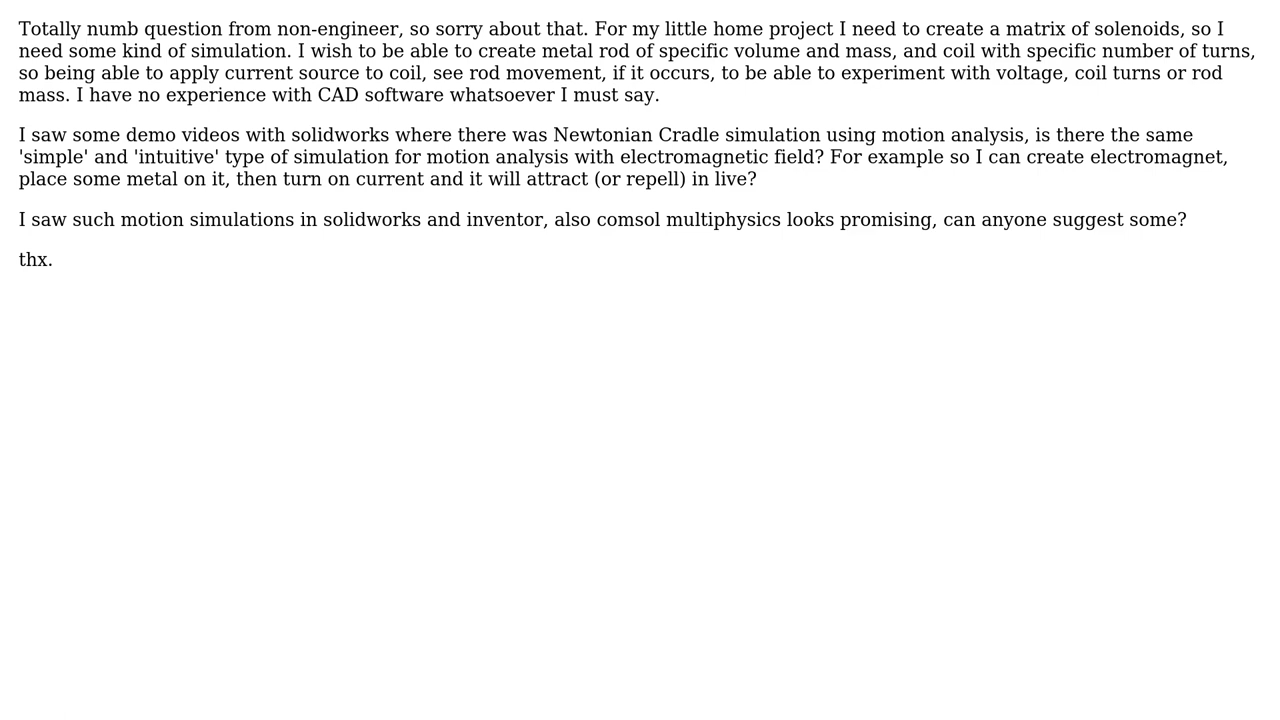 Totally numb question from non-engineer, so sorry about that. For my little home project I need to create a matrix of solenoids, so I
need some kind of simulation. I wish to be able to create metal rod of specific volume and mass, and coil with specific number of turns,
so being able to apply current source to coil, see rod movement, if it occurs, to be able to experiment with voltage, coil turns or rod
mass. I have no experience with CAD software whatsoever I must say.
I saw some demo videos with solidworks where there was Newtonian Cradle simulation using motion analysis, is there the same
'simple' and 'intuitive' type of simulation for motion analysis with electromagnetic field? For example so I can create electromagnet,
place some metal on it, then turn on current and it will attract (or repell) in live?
I saw such motion simulations in solidworks and inventor, also comsol multiphysics looks promising, can anyone suggest some?
thx.